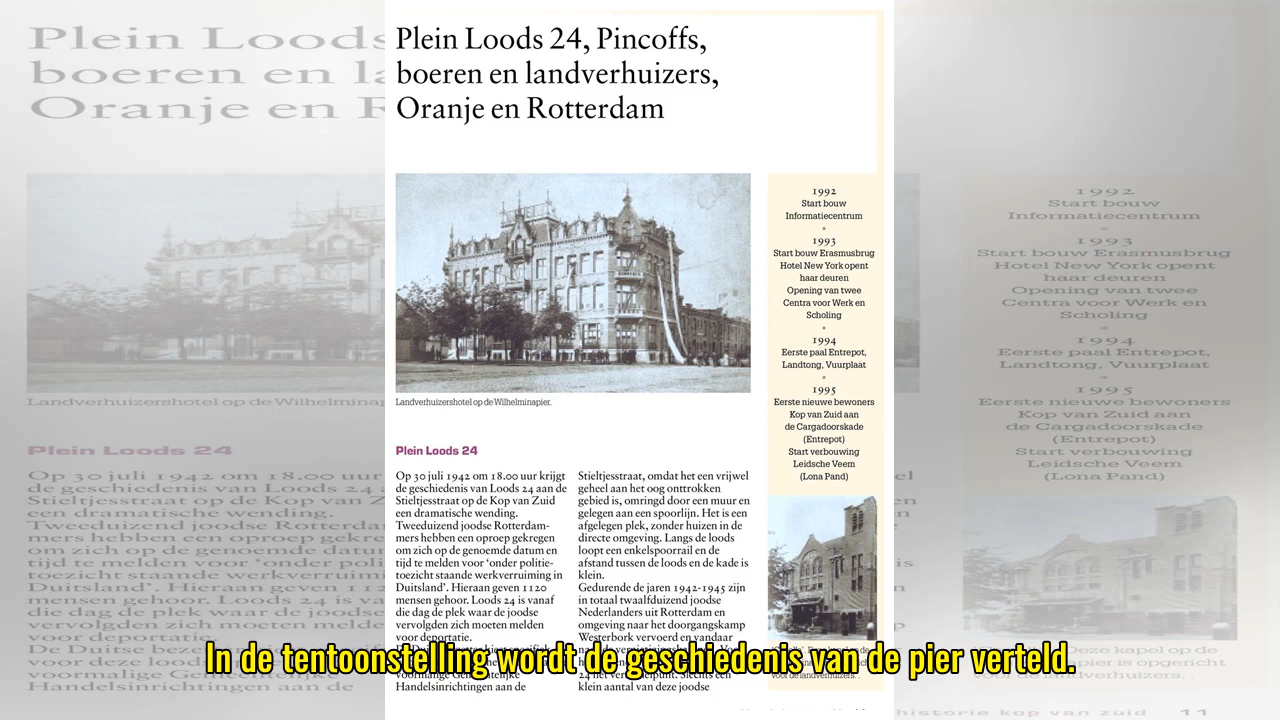 Plein Loods 24, Pincoffs,
boeren en landverhuizers,
Oranje en Rotterdam
Landverhuizershotel op de Wilhelminapier.
Plein Loods 24
Op 30 juli 1942 om 18.00 uur krijgt
de geschiedenis van Loods 24 aan de
Stieltjesstraat op de Kop van Zuid
een dramatische wending.
Tweeduizend joodse Rotterdam-
mers hebben een oproep gekregen
om zich op de genoemde datum en
tijd te melden voor ‘onder politie-
toezicht staande werkverruiming in
Duitsland’. Hieraan geven 1120
mensen gehoor. Loods 24 is vanaf
die dag de plek waar de joodse
vervolgden zich moeten melden
voor deportatie.
voormalige Gemeentelijke
Handelsinrichtingen aan de
Stieltjesstraat, omdat het een vrijwel
geheel aan het oog onttrokken
gebied is, omringd door een muur en
gelegen aan een spoorlijn. Het is een
afgelegen plek, zonder huizen in de
directe omgeving. Langs de loods
loopt een enkelspoorrail en de
afstand tussen de loods en de kade is
klein.
Gedurende de jaren 1942-1945 zijn
in totaal twaalfduizend joodse
Nederlanders uit Rotterdam en
omgeving naar het doorgangskamp
Westerbork vervoerd en vandaar
klein aantal van deze joodse
1992
Start bouw
Informatiecentrum
1993
Start bouw Erasmusbrug
Hotel New York opent
haar deuren
Opening van twee
Centra voor Werk en
Scholing
1994
Eerste paal Entrepot,
Landtong, Vuurplaat
1995
Eerste nieuwe bewoners
Kop van Zuid aan
de Cargadoorskade
(Entrepot)
Start verbouwing
Leidsche Veem
(Lona Pand)
voor de landverhuizers.
In de tentoonstelling wordt de geschiedenis van de pier verteld.
historie kop van zuid 11